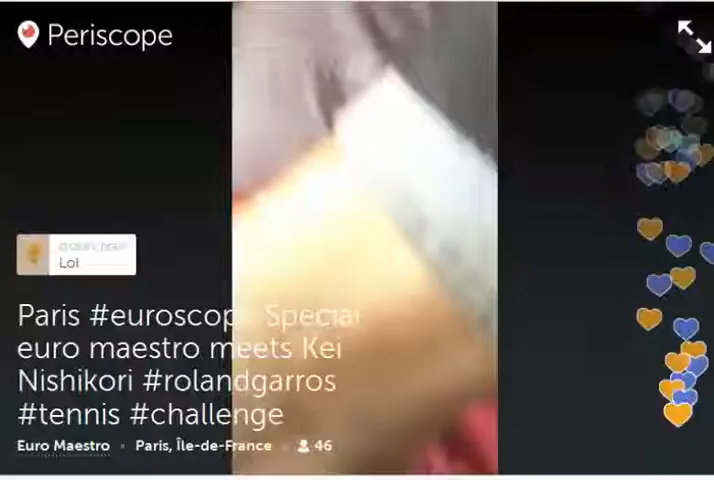 Periscope
Lol
Paris #euroscope Special
euro maestro meets Kei
Nishikori #rolandgarros
#tennis #challenge
Euro Maestro • Paris, Île-de-France • 46